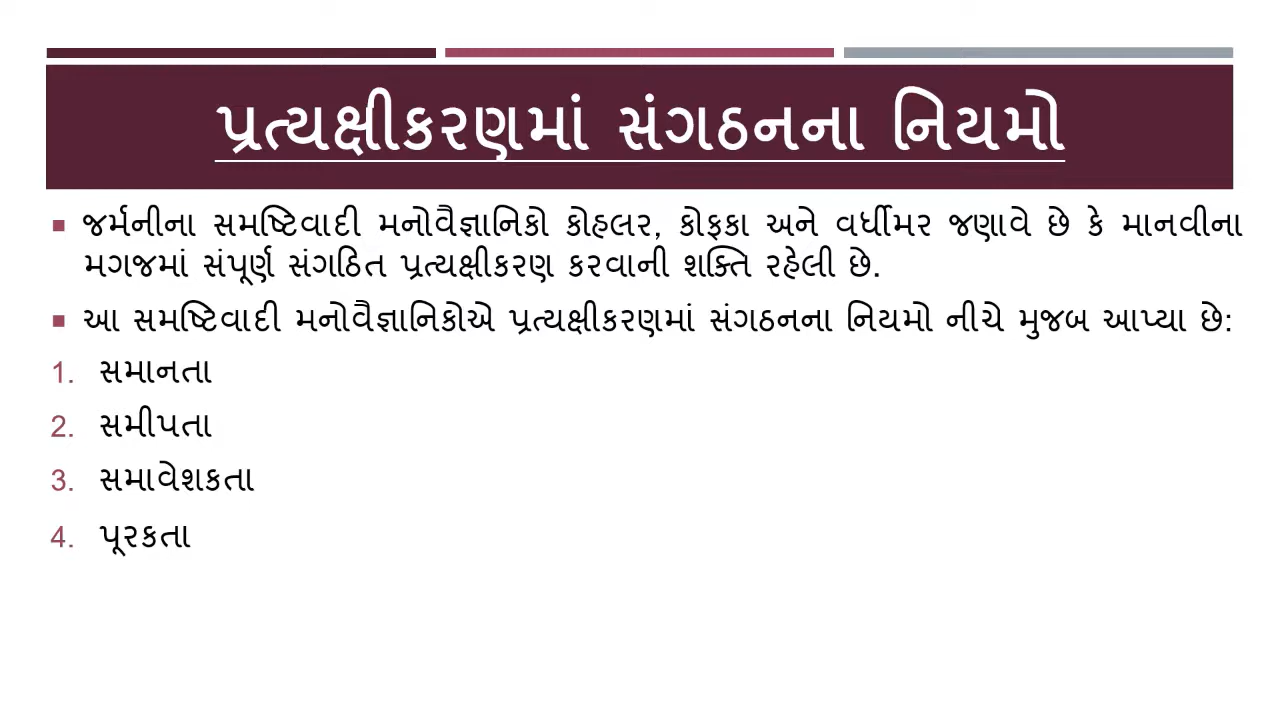 પ્રત્યક્ષીકરણમાં સંગઠનના નિયમો
▪ જર્મનીના સમષ્ટિવાદી મનોવૈજ્ઞાનિકો કોહલર, કોફકા અને વર્ધીમર જણાવે છે કે માનવીના
મગજમાં સંપૂર્ણ સંગઠિત પ્રત્યક્ષીકરણ કરવાની શક્તિ રહેલી છે.
▪ આ સમષ્ટિવાદી મનોવૈજ્ઞાનિકોએ પ્રત્યક્ષીકરણમાં સંગઠનના નિયમો નીચે મુજબ આપ્યા છે:
1. સમાનતા
2. સમીપતા
3. સમાવેશકતા
4. પૂરકતા